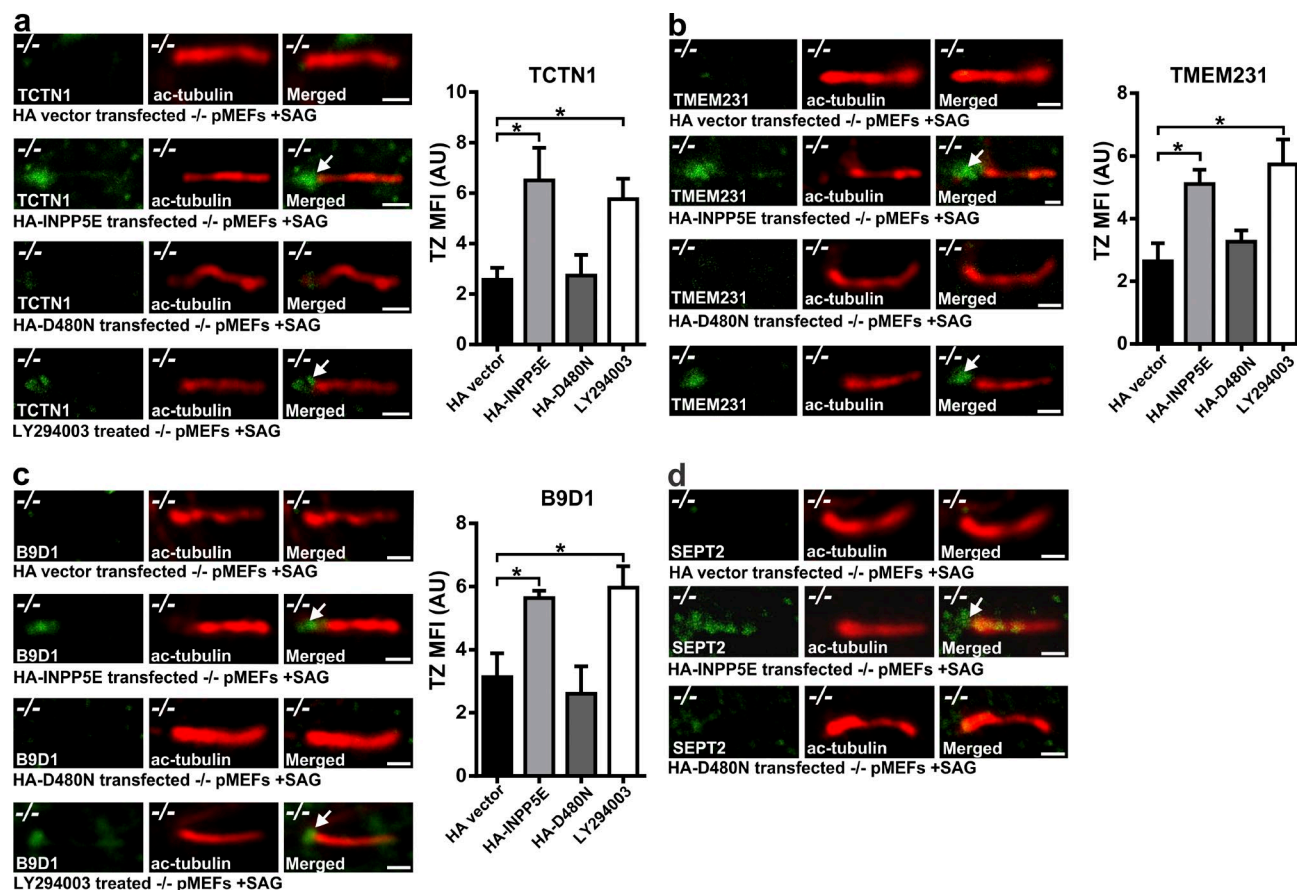 a
-/- -/- -/-
TCTN1 ac-tubulin Merged
HA vector transfected -/- pMEFs +SAG
-/- -/- -/-
TCTN1 ac-tubulin Merged
HA-INPP5E transfected -/- pMEFs +SAG
-/- -/- -/-
TCTN1 ac-tubulin Merged
HA-D480N transfected -/- pMEFs +SAG
-/- -/- -/-
TCTN1 ac-tubulin Merged
LY294003 treated -/- pMEFs +SAG
TCTN1
TZ MFI (AU)
10
8
6
4
2
0
* *
HA vector
HA-INPP5E
HA-D480N
LY294003
b
-/- -/- -/-
TMEM231 ac-tubulin Merged
HA vector transfected -/- pMEFs +SAG
-/- -/- -/-
TMEM231 ac-tubulin Merged
HA-INPP5E transfected -/- pMEFs +SAG
-/- -/- -/-
TMEM231 ac-tubulin Merged
HA-D480N transfected -/- pMEFs +SAG
-/- -/- -/-
TMEM231 ac-tubulin Merged
TMEM231
TZ MFI (AU)
8
6
4
2
0
* *
HA vector
HA-INPP5E
HA-D480N
LY294003
c
-/- -/- -/-
B9D1 ac-tubulin Merged
HA vector transfected -/- pMEFs +SAG
-/- -/- -/-
B9D1 ac-tubulin Merged
HA-INPP5E transfected -/- pMEFs +SAG
-/- -/- -/-
B9D1 ac-tubulin Merged
HA-D480N transfected -/- pMEFs +SAG
-/- -/- -/-
B9D1 ac-tubulin Merged
LY294003 treated -/- pMEFs +SAG
B9D1
TZ MFI (AU)
8
6
4
2
0
* *
HA vector
HA-INPP5E
HA-D480N
LY294003
d
-/- -/- -/-
SEPT2 ac-tubulin Merged
HA vector transfected -/- pMEFs +SAG
-/- -/- -/-
SEPT2 ac-tubulin Merged
HA-INPP5E transfected -/- pMEFs +SAG
-/- -/- -/-
SEPT2 ac-tubulin Merged
HA-D480N transfected -/- pMEFs +SAG